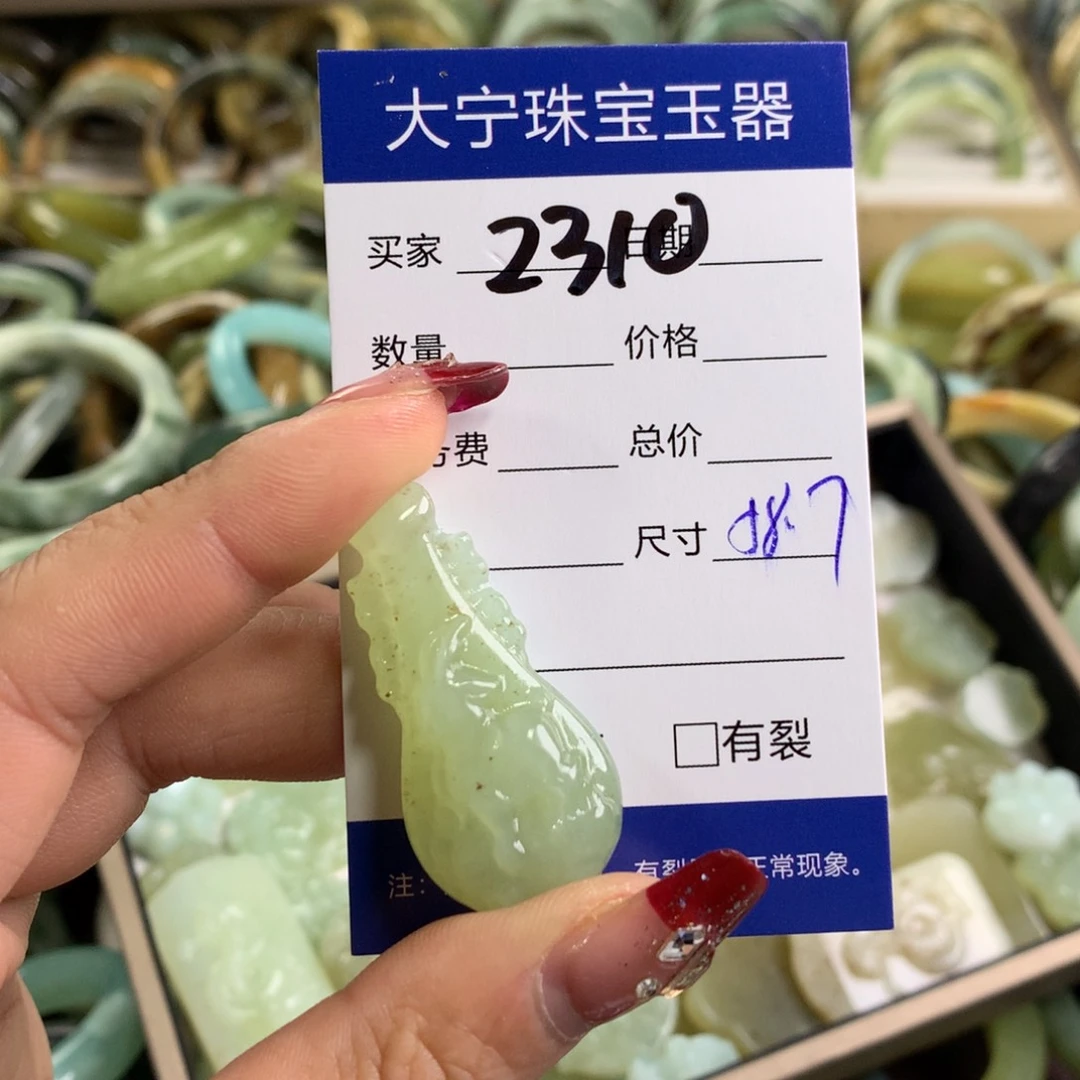 大宁珠宝玉器
买家 2310 日期
数量 价格
费 总价
尺寸 58.7
□有裂
注: 有裂 正常现象。